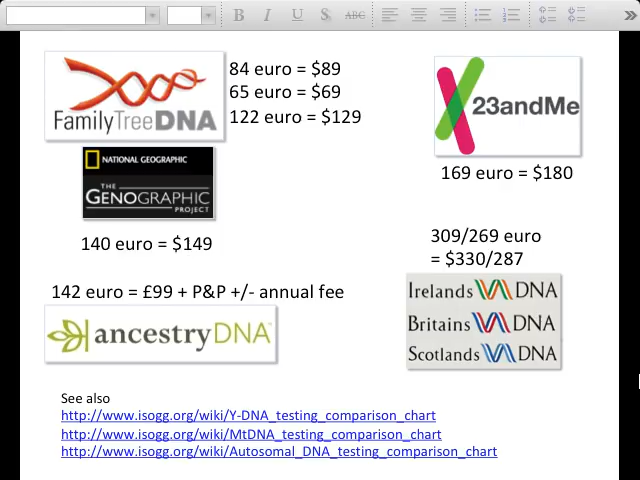 84 euro = $89
65 euro = $69
122 euro = $129
FamilyTreeDNA
23andMe
169 euro = $180
NATIONAL GEOGRAPHIC
THE
GENOGRAPHIC
PROJECT
140 euro = $149
309/269 euro
= $330/287
142 euro = £99 + P&P +/- annual fee
ancestryDNA™
Irelands DNA
Britains DNA
Scotlands DNA
See also
http://www.isogg.org/wiki/Y-DNA_testing_comparison_chart
http://www.isogg.org/wiki/MtDNA_testing_comparison_chart
http://www.isogg.org/wiki/Autosomal_DNA_testing_comparison_chart
B I U S ABC